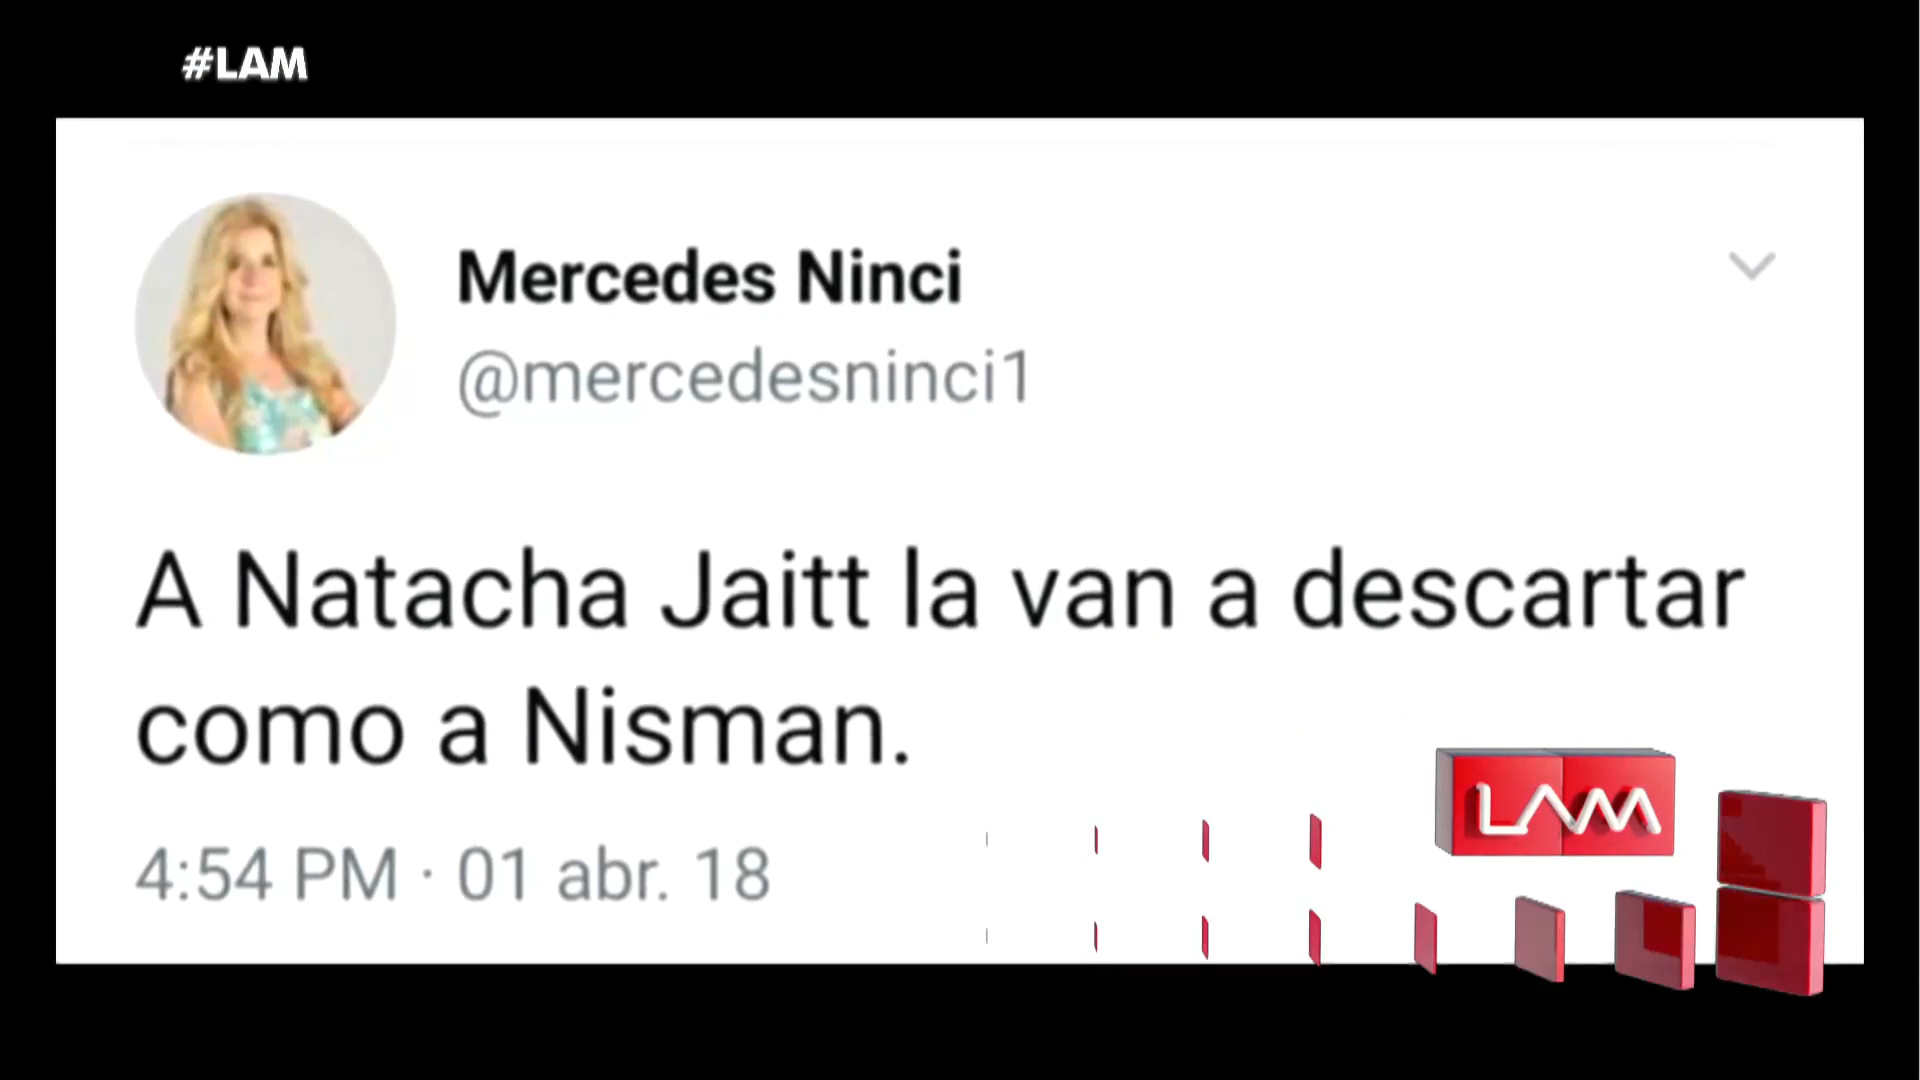 #LAM
Mercedes Ninci
@mercedesninci1
A Natacha Jaitt la van a descartar
como a Nisman.
4:54 PM · 01 abr. 18
LAM